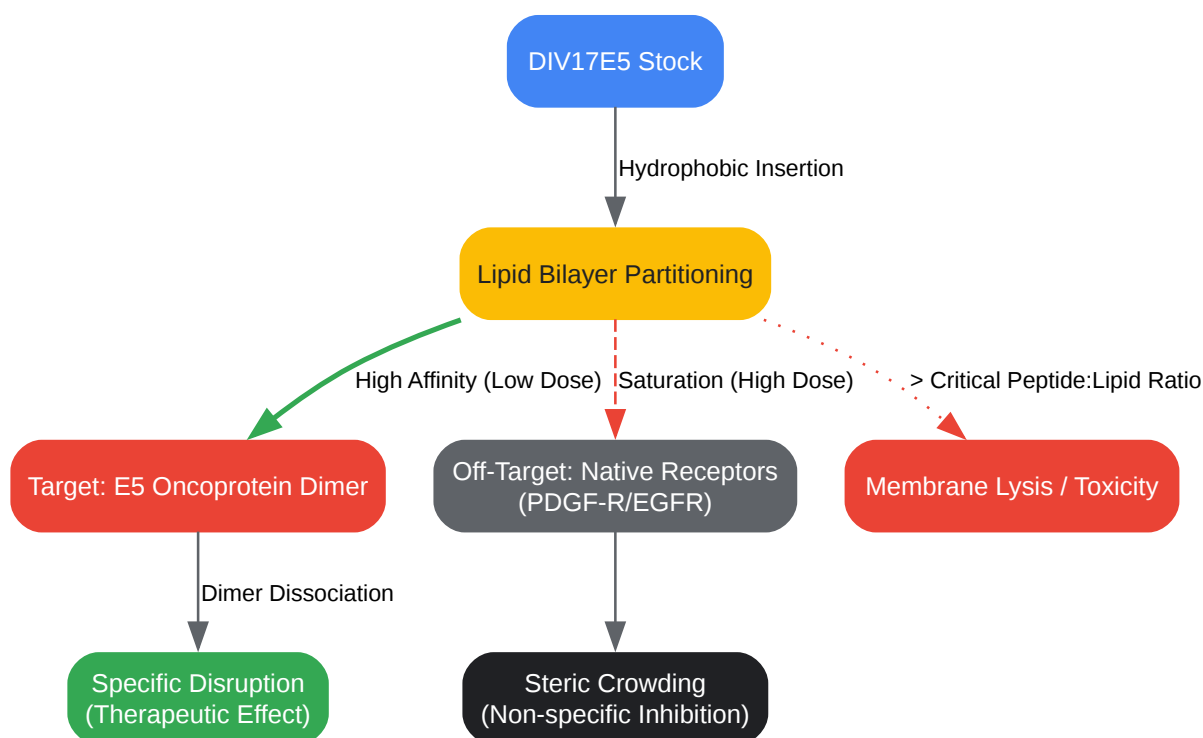 DIV17E5 Stock
Hydrophobic Insertion
Lipid Bilayer Partitioning
High Affinity (Low Dose)
Saturation (High Dose)
> Critical Peptide:Lipid Ratio
Target: E5 Oncoprotein Dimer
Off-Target: Native Receptors
(PDGF-R/EGFR)
Membrane Lysis / Toxicity
Dimer Dissociation
Specific Disruption
(Therapeutic Effect)
Steric Crowding
(Non-specific Inhibition)